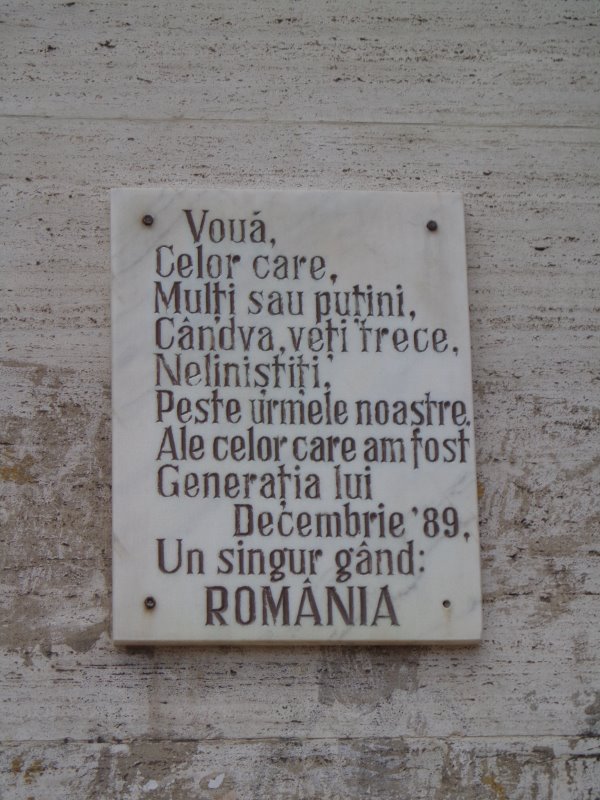 Vouă,
Celor care,
Mulți sau puțini,
Cândva, veți trece,
Neliniștiți,
Peste urmele noastre.
Ale celor care am fost
Generația lui
Decembrie '89.
Un singur gând:
ROMÂNIA